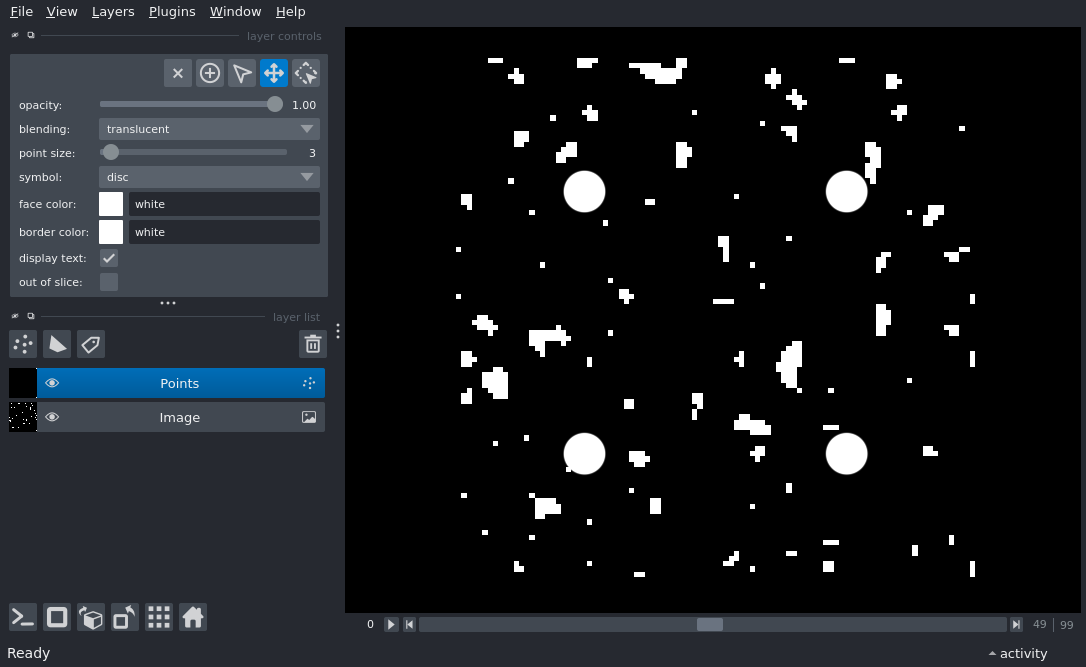 File View Layers Plugins Window Help
layer controls
opacity: 1.00
blending: translucent
point size: 3
symbol: disc
face color: white
border color: white
display text:
out of slice:
layer list
Points
Image
0 49 | 99
Ready activity